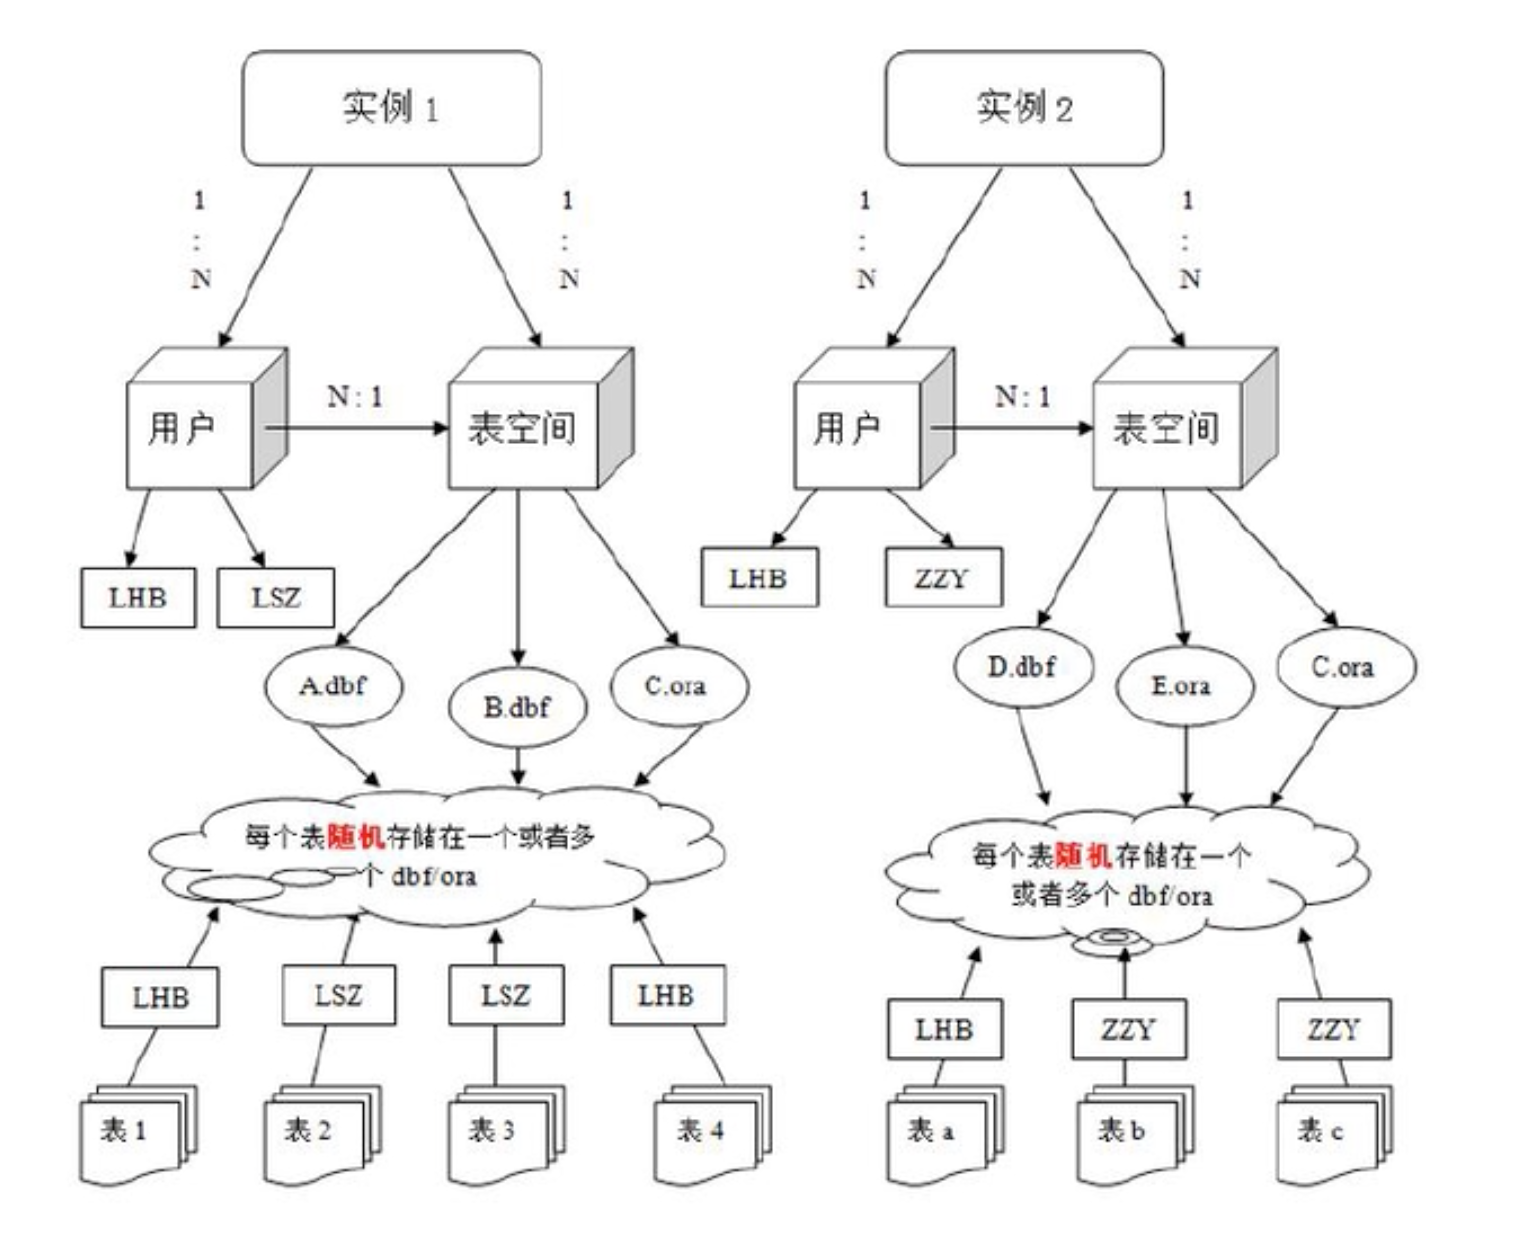 实例 1
实例 2
1
:
N
1
:
N
1
:
N
1
:
N
用户
N : 1
表空间
用户
N : 1
表空间
LHB
LSZ
LHB
ZZY
A.dbf
B.dbf
C.ora
D.dbf
E.ora
C.ora
每个表随机存储在一个或者多
个 dbf/ora
每个表随机存储在一个
或者多个 dbf/ora
LHB
LSZ
LSZ
LHB
LHB
ZZY
ZZY
表 1
表 2
表 3
表 4
表 a
表 b
表 c